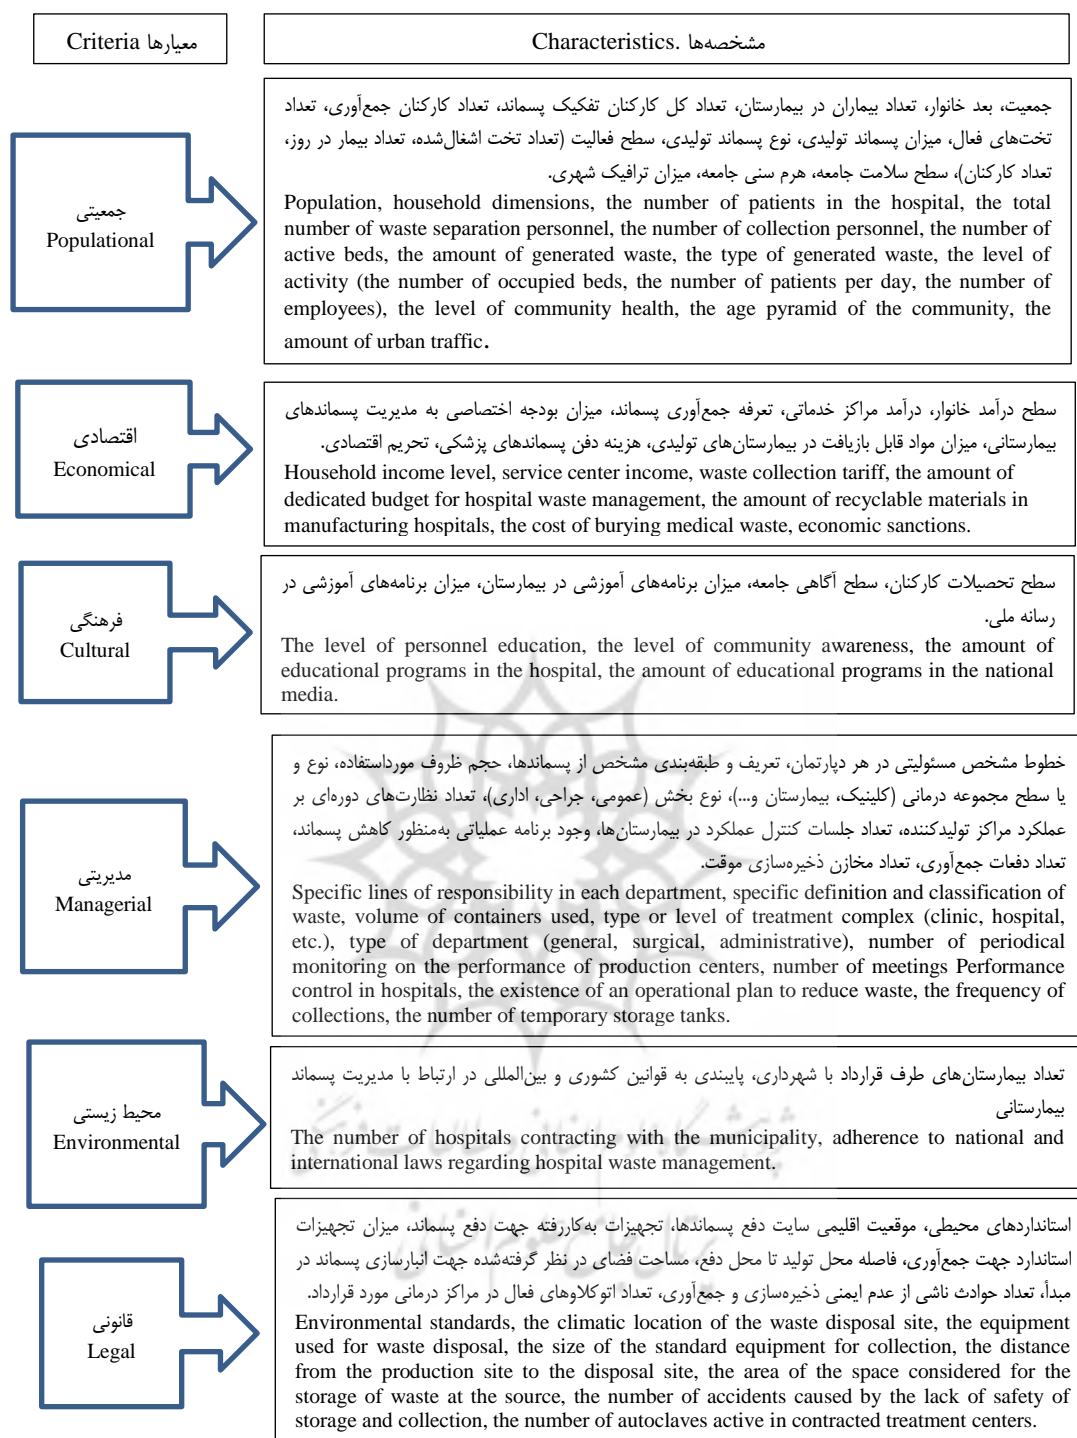 معیارها Criteria
مشخصه‌ها .Characteristics
جمعیتی
Populational
جمعیت، بعد خانوار، تعداد بیماران در بیمارستان، تعداد کل کارکنان تفکیک پسماند، تعداد کارکنان جمع‌آوری، تعداد
تخت‌های فعال، میزان پسماند تولیدی، نوع پسماند تولیدی، سطح فعالیت (تعداد تخت اشغال‌شده، تعداد بیمار در روز،
تعداد کارکنان)، سطح سلامت جامعه، هرم سنی جامعه، میزان ترافیک شهری.
Population, household dimensions, the number of patients in the hospital, the total
number of waste separation personnel, the number of collection personnel, the number of
active beds, the amount of generated waste, the type of generated waste, the level of
activity (the number of occupied beds, the number of patients per day, the number of
employees), the level of community health, the age pyramid of the community, the
amount of urban traffic.
اقتصادی
Economical
سطح درآمد خانوار، درآمد مراکز خدماتی، تعرفه جمع‌آوری پسماند، میزان بودجه اختصاصی به مدیریت پسماندهای
بیمارستانی، میزان مواد قابل بازیافت در بیمارستان‌های تولیدی، هزینه دفن پسماندهای پزشکی، تحریم اقتصادی.
Household income level, service center income, waste collection tariff, the amount of
dedicated budget for hospital waste management, the amount of recyclable materials in
manufacturing hospitals, the cost of burying medical waste, economic sanctions.
فرهنگی
Cultural
سطح تحصیلات کارکنان، سطح آگاهی جامعه، میزان برنامه‌های آموزشی در بیمارستان، میزان برنامه‌های آموزشی در
رسانه ملی.
The level of personnel education, the level of community awareness, the amount of
educational programs in the hospital, the amount of educational programs in the national
media.
مدیریتی
Managerial
خطوط مشخص مسئولیتی در هر دپارتمان، تعریف و طبقه‌بندی مشخص از پسماندها، حجم ظروف مورداستفاده، نوع و
یا سطح مجموعه درمانی (کلینیک، بیمارستان و...)، نوع بخش (عمومی، جراحی، اداری)، تعداد نظارت‌های دوره‌ای بر
عملکرد مراکز تولیدکننده، تعداد جلسات کنترل عملکرد در بیمارستان‌ها، وجود برنامه عملیاتی به‌منظور کاهش پسماند،
تعداد دفعات جمع‌آوری، تعداد مخازن ذخیره‌سازی موقت.
Specific lines of responsibility in each department, specific definition and classification of
waste, volume of containers used, type or level of treatment complex (clinic, hospital,
etc.), type of department (general, surgical, administrative), number of periodical
monitoring on the performance of production centers, number of meetings Performance
control in hospitals, the existence of an operational plan to reduce waste, the frequency of
collections, the number of temporary storage tanks.
محیط زیستی
Environmental
تعداد بیمارستان‌های طرف قرارداد با شهرداری، پایبندی به قوانین کشوری و بین‌المللی در ارتباط با مدیریت پسماند
بیمارستانی
The number of hospitals contracting with the municipality, adherence to national and
international laws regarding hospital waste management.
پژوهشگاه علوم انسانی و مطالعات فرهنگی
پرتال جامع علوم انسانی
قانونی
Legal
استانداردهای محیطی، موقعیت اقلیمی سایت دفع پسماندها، تجهیزات به‌کاررفته جهت دفع پسماند، میزان تجهیزات
استاندارد جهت جمع‌آوری، فاصله محل تولید تا محل دفع، مساحت فضای در نظر گرفته‌شده جهت انبارسازی پسماند در
مبدأ، تعداد حوادث ناشی از عدم ایمنی ذخیره‌سازی و جمع‌آوری، تعداد اتوکلاوهای فعال در مراکز درمانی مورد قرارداد.
Environmental standards, the climatic location of the waste disposal site, the equipment
used for waste disposal, the size of the standard equipment for collection, the distance
from the production site to the disposal site, the area of the space considered for the
storage of waste at the source, the number of accidents caused by the lack of safety of
storage and collection, the number of autoclaves active in contracted treatment centers.